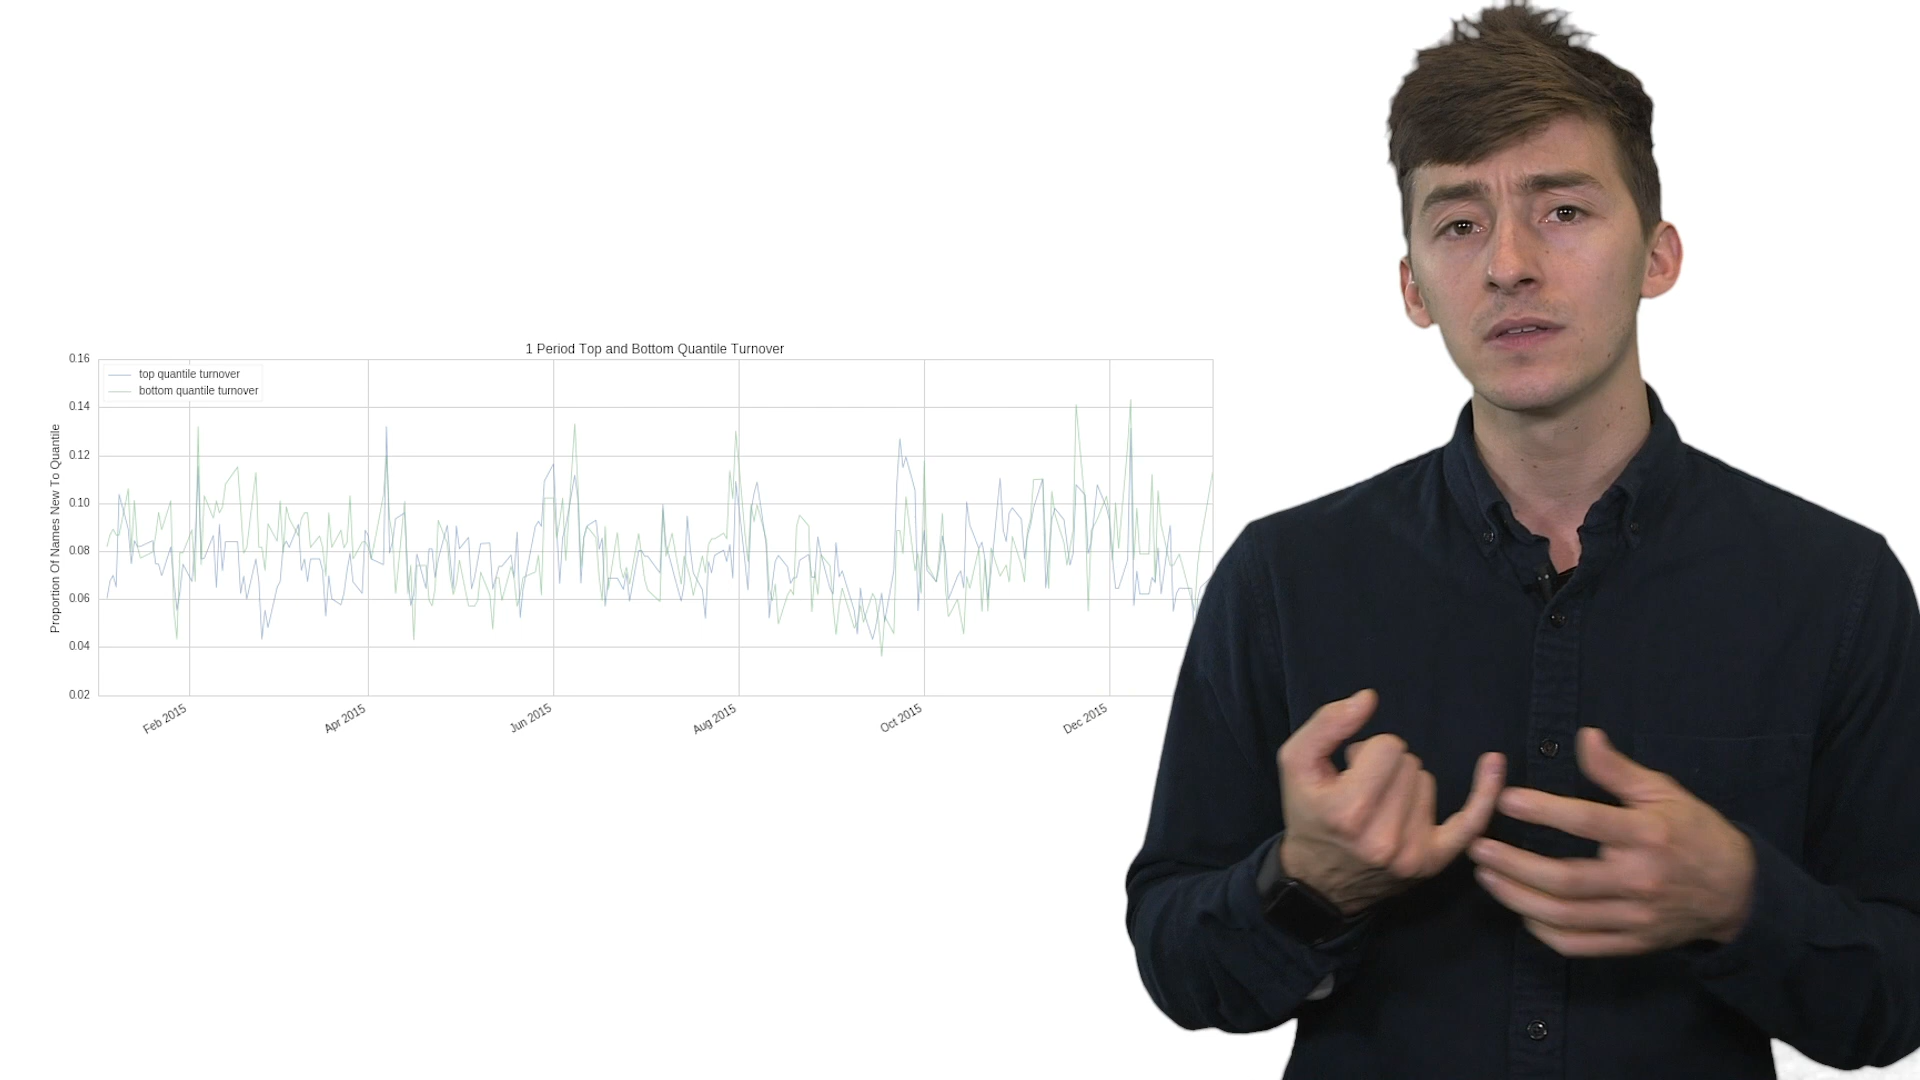 1 Period Top and Bottom Quantile Turnover
Proportion Of Names New To Quantile
0.16
0.14
0.12
0.10
0.08
0.06
0.04
0.02
top quantile turnover
bottom quantile turnover
Feb 2015
Apr 2015
Jun 2015
Aug 2015
Oct 2015
Dec 2015